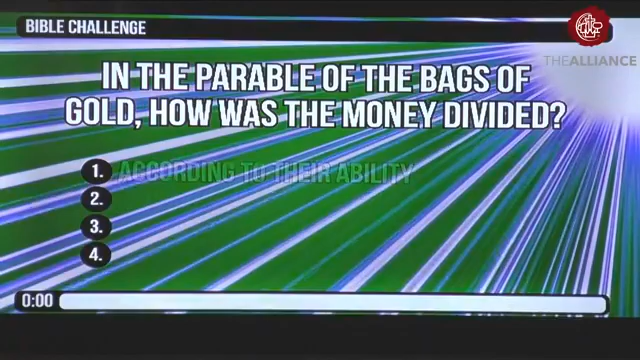 BIBLE CHALLENGE
THEALLIANCE
IN THE PARABLE OF THE BAGS OF
GOLD, HOW WAS THE MONEY DIVIDED?
1. ACCORDING TO THEIR ABILITY
2.
3.
4.
0:00